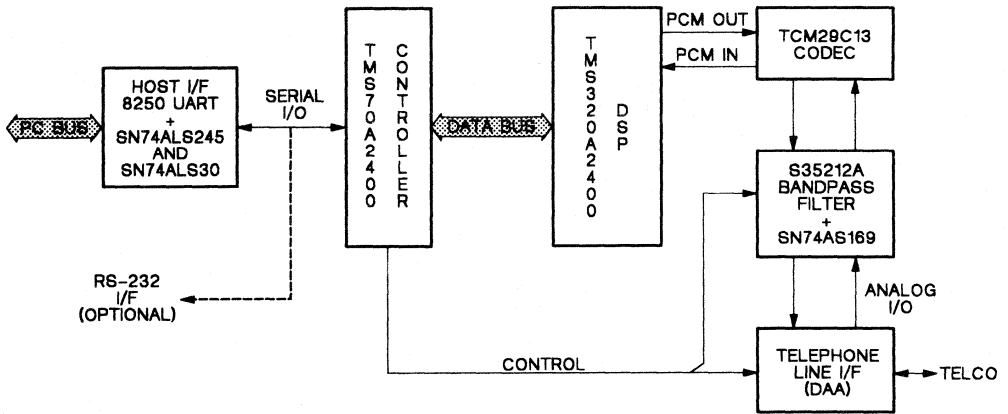 PC BUS
HOST I/F
8250 UART
+
SN74ALS245
AND
SN74ALS30
SERIAL
I/O
RS-232
I/F
(OPTIONAL)
TMS70A2400
CONTROLLER
DATA BUS
TMS320A2400
DSP
PCM OUT
PCM IN
TCM29C13
CODEC
S35212A
BANDPASS
FILTER
+
SN74AS169
ANALOG
I/O
CONTROL
TELEPHONE
LINE I/F
(DAA)
TELCO